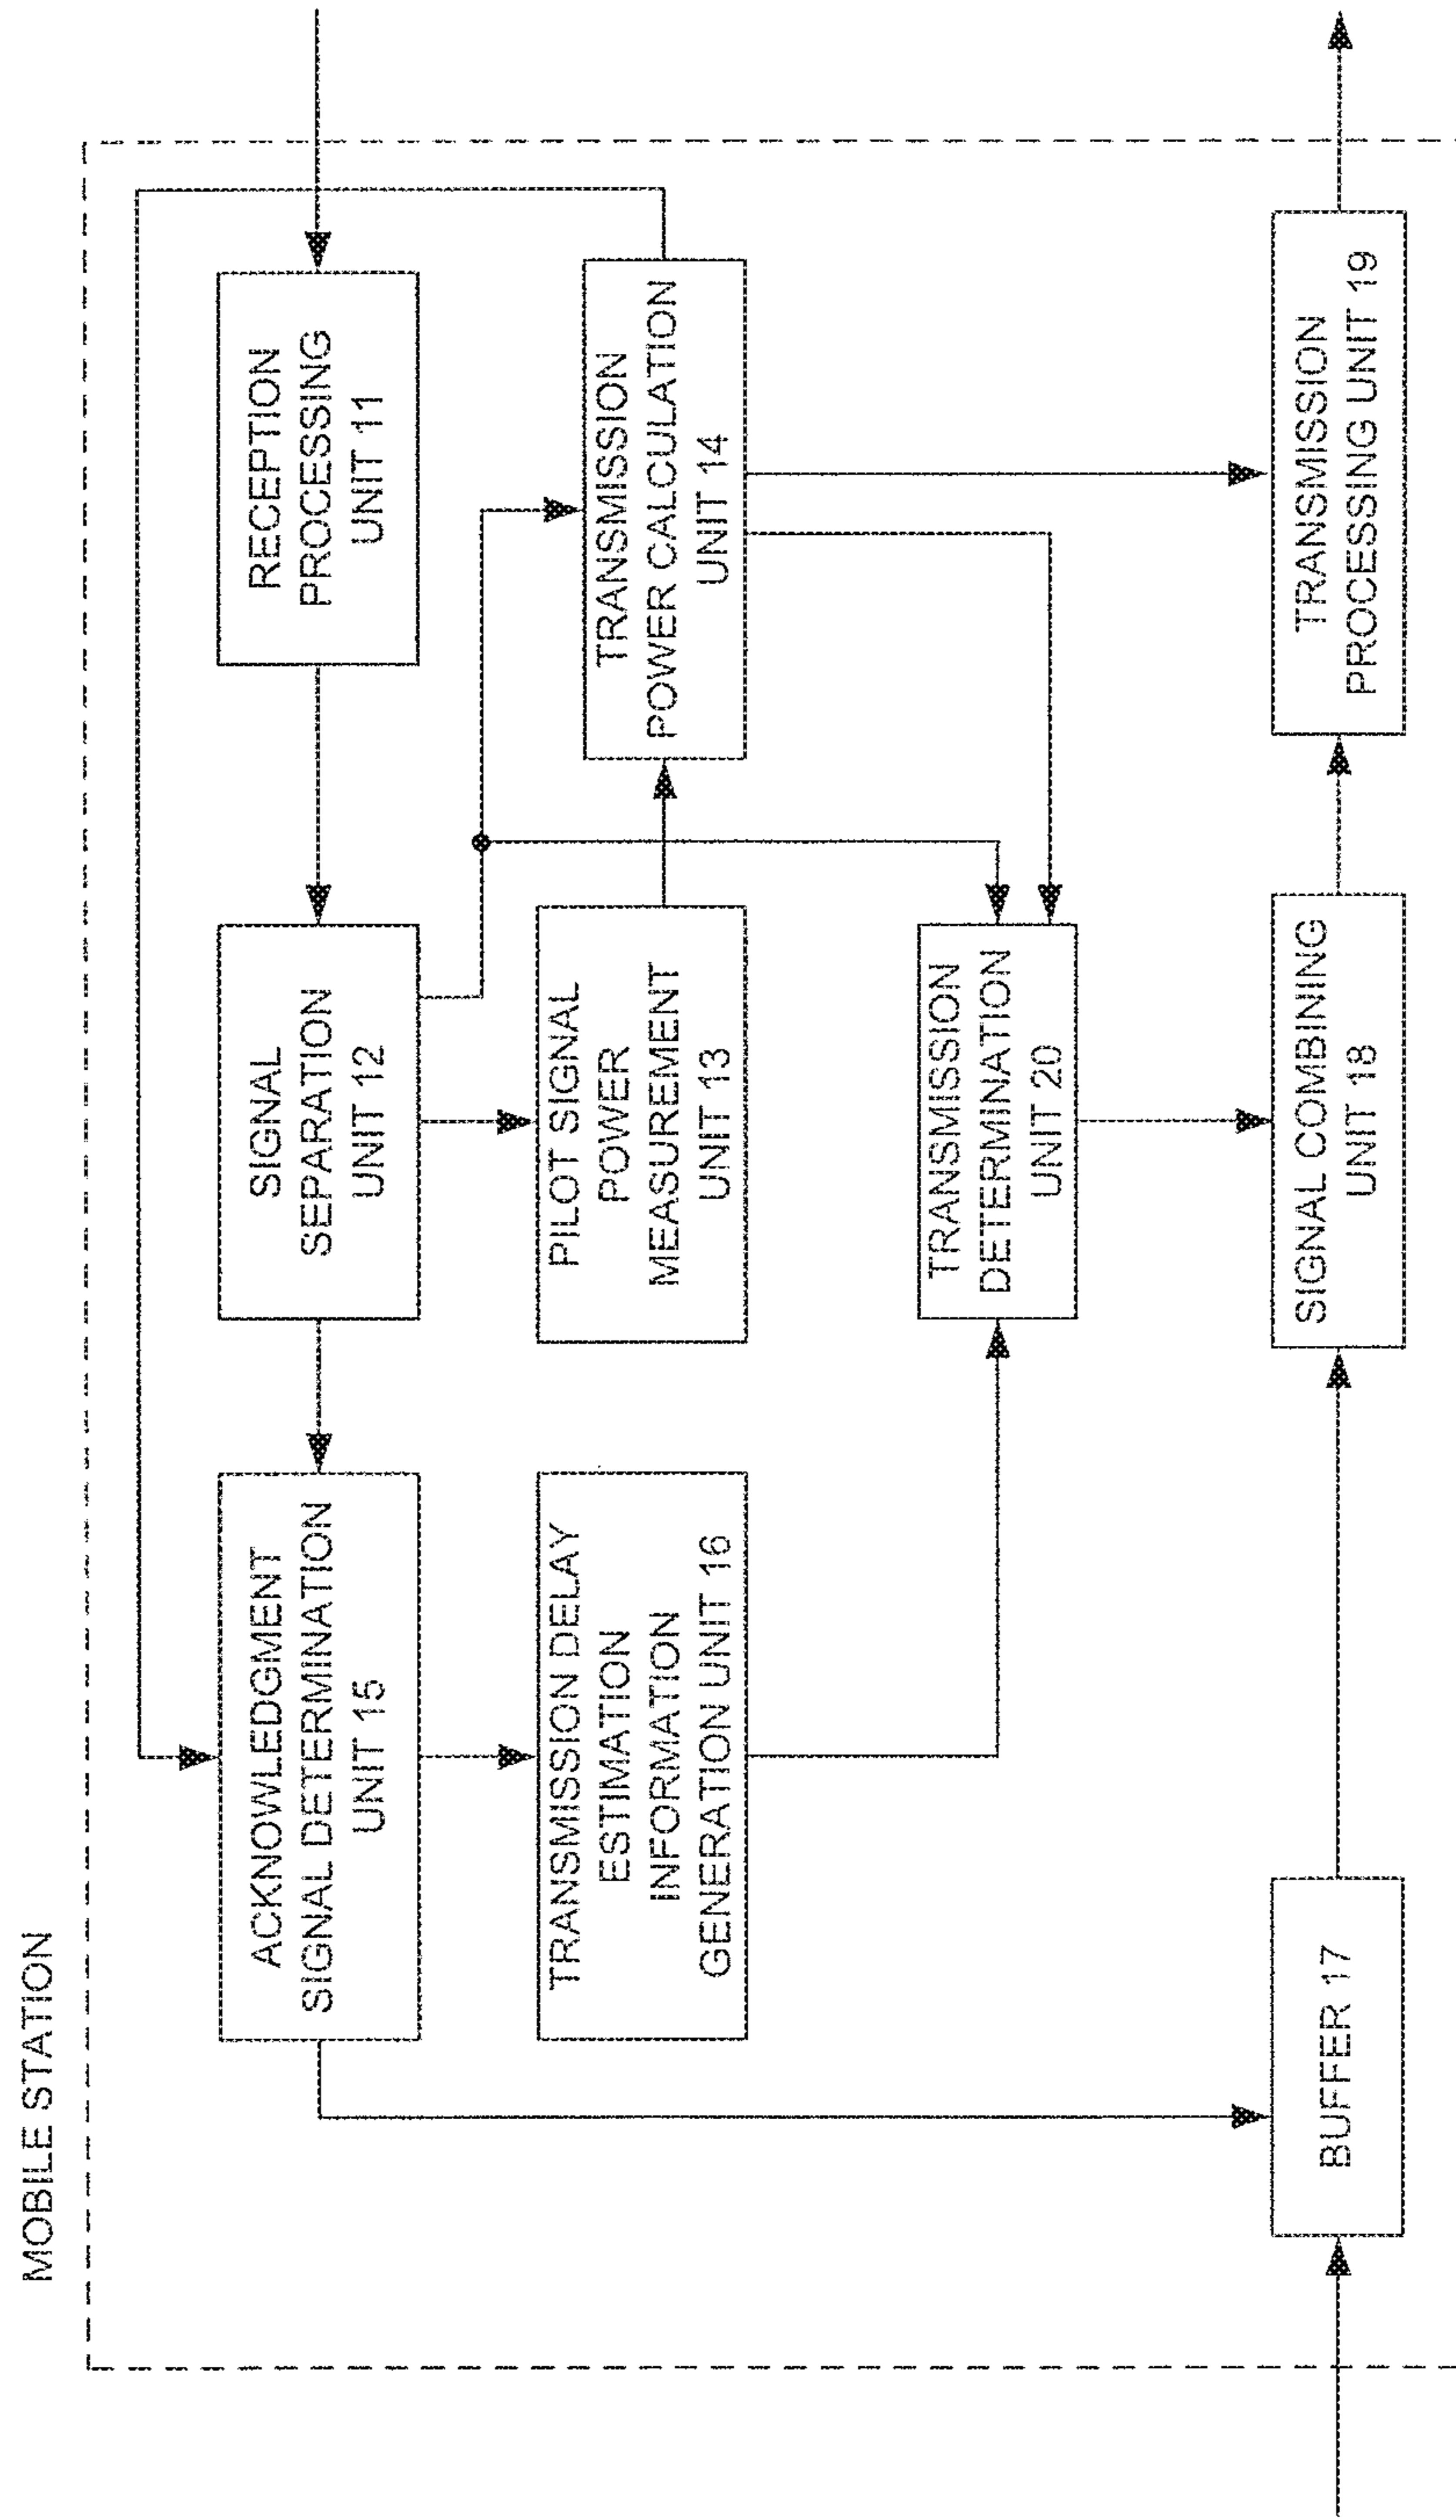 MOBILE STATION
ACKNOWLEDGMENT
SIGNAL DETERMINATION
UNIT 15
SIGNAL
SEPARATION
UNIT 12
RECEPTION
PROCESSING
UNIT 11
TRANSMISSION DELAY
ESTIMATION
INFORMATION
GENERATION UNIT 16
PILOT SIGNAL
POWER
MEASUREMENT
UNIT 13
TRANSMISSION
POWER CALCULATION
UNIT 14
TRANSMISSION
DETERMINATION
UNIT 20
BUFFER 17
SIGNAL COMBINING
UNIT 18
TRANSMISSION
PROCESSING UNIT 19